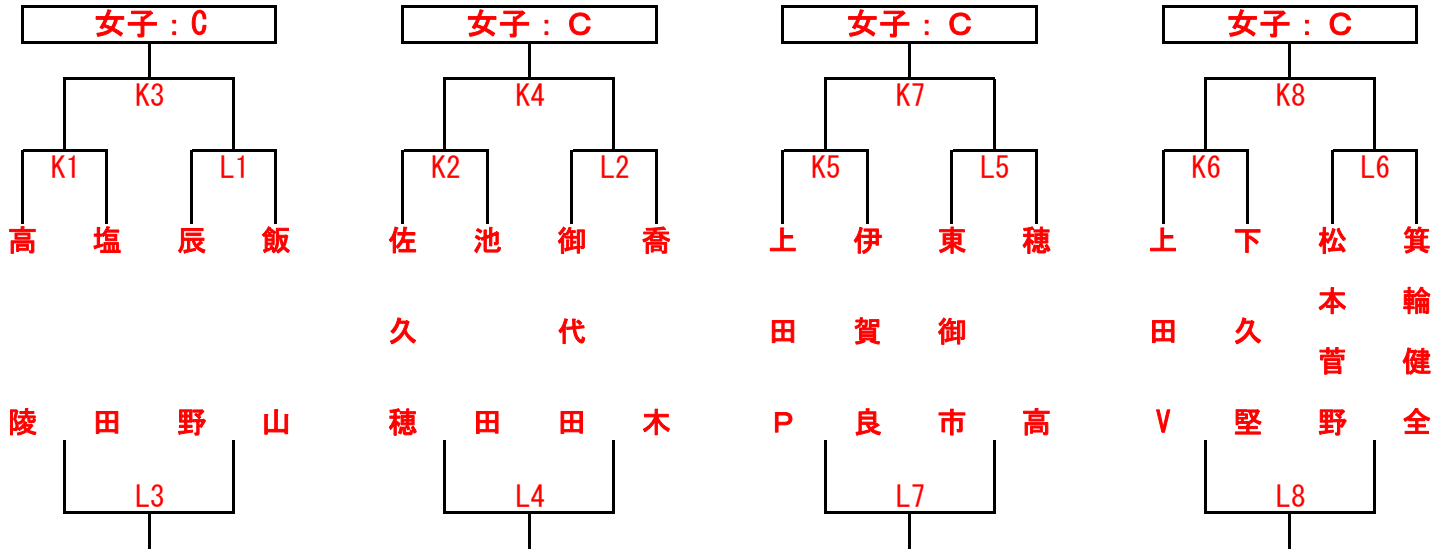 女子：C
女子：Ｃ
女子：Ｃ
女子：Ｃ
K3
K4
K7
K8
K1
L1
K2
L2
K5
L5
K6
L6
高陵
塩田
辰野
飯山
佐久穂
池田
御代田
喬木
上田Ｐ
伊賀良
東御市
穂高
上田Ｖ
下久堅
松本菅野
箕輪健全
L3
L4
L7
L8